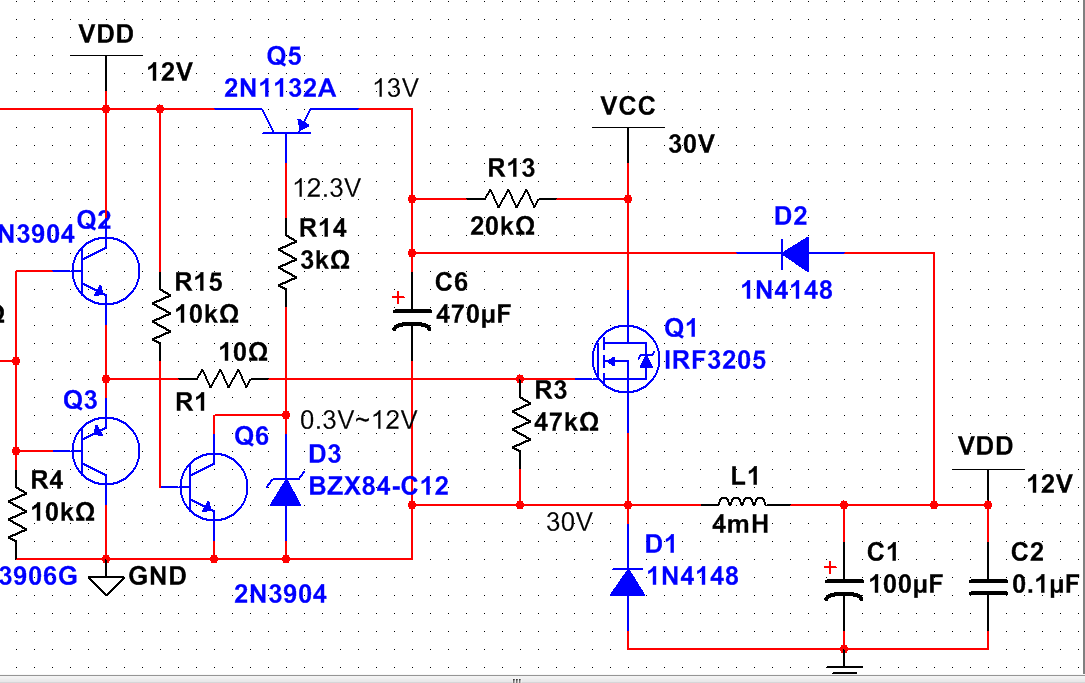 VDD
12V
Q5
2N1132A
13V
VCC
30V
R13
20kΩ
12.3V
R14
3kΩ
Q2
N3904
D2
1N4148
R15
10kΩ
C6
+
470µF
Ω
Q1
IRF3205
10Ω
R1
R3
47kΩ
Q3
0.3V~12V
Q6
D3
BZX84-C12
R4
10kΩ
VDD
12V
L1
4mH
30V
D1
1N4148
C1
+
100µF
C2
0.1µF
3906G
GND
2N3904